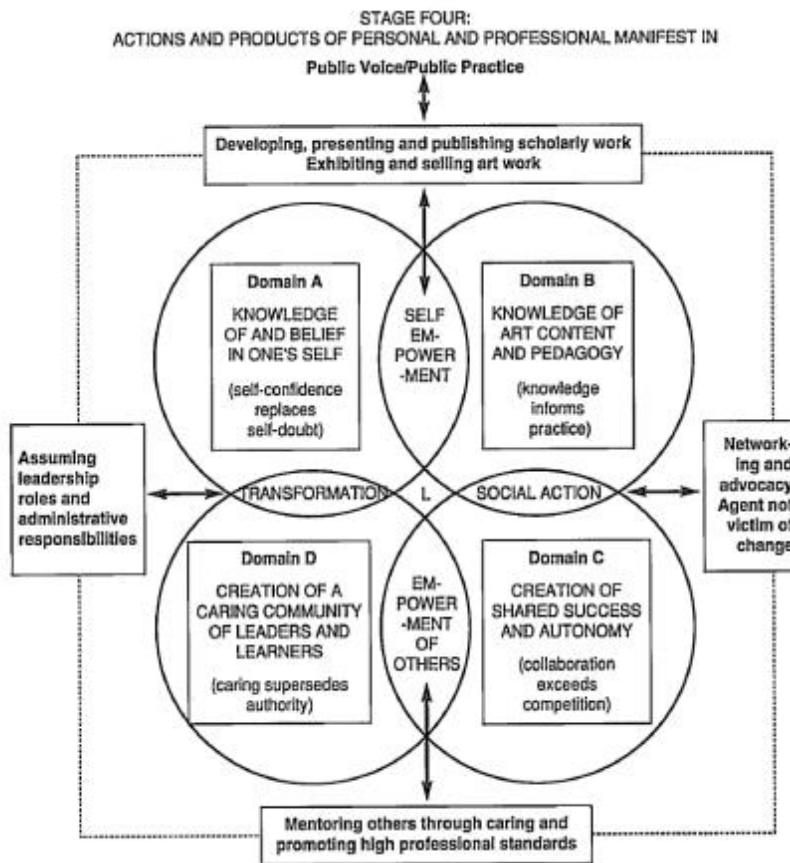 STAGE FOUR:
ACTIONS AND PRODUCTS OF PERSONAL AND PROFESSIONAL MANIFEST IN
Public Voice/Public Practice
Developing, presenting and publishing scholarly work
Exhibiting and selling art work
Domain A
KNOWLEDGE
OF AND BELIEF
IN ONE'S SELF
(self-confidence
replaces
self-doubt)
SELF
EM-
POWER
-MENT
Domain B
KNOWLEDGE OF
ART CONTENT
AND PEDAGOGY
(knowledge
informs
practice)
Assuming
leadership
roles and
administrative
responsibilities
TRANSFORMATION
L
SOCIAL ACTION
Network-
ing and
advocacy
Agent not
victim of
change
Domain D
CREATION OF A
CARING COMMUNITY
OF LEADERS AND
LEARNERS
(caring supersedes
authority)
EM-
POWER
-MENT
OF
OTHERS
Domain C
CREATION OF
SHARED SUCCESS
AND AUTONOMY
(collaboration
exceeds
competition)
Mentoring others through caring and
promoting high professional standards